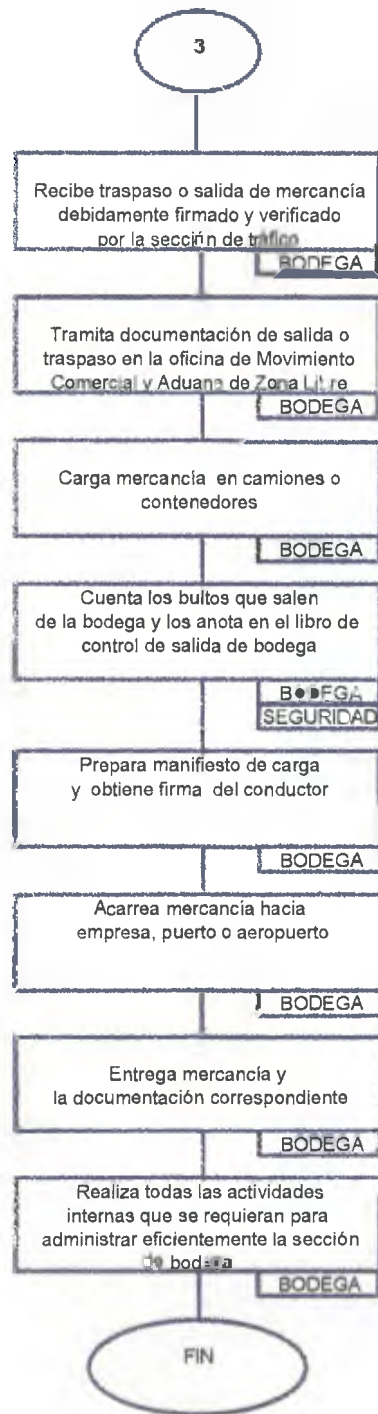 3
Recibe traspaso o salida de mercancía
debidamente firmado y verificado
por la sección de tráfico
BODEGA
Tramita documentación de salida o
traspaso en la oficina de Movimiento
Comercial y Aduana de Zona Libre
BODEGA
Carga mercancía en camiones o
contenedores
BODEGA
Cuenta los bultos que salen
de la bodega y los anota en el libro de
control de salida de bodega
BODEGA
SEGURIDAD
Prepara manifiesto de carga
y obtiene firma del conductor
BODEGA
Acarrea mercancía hacia
empresa, puerto o aeropuerto
BODEGA
Entrega mercancía y
la documentación correspondiente
BODEGA
Realiza todas las actividades
internas que se requieran para
administrar eficientemente la sección
de bodega
BODEGA
FIN